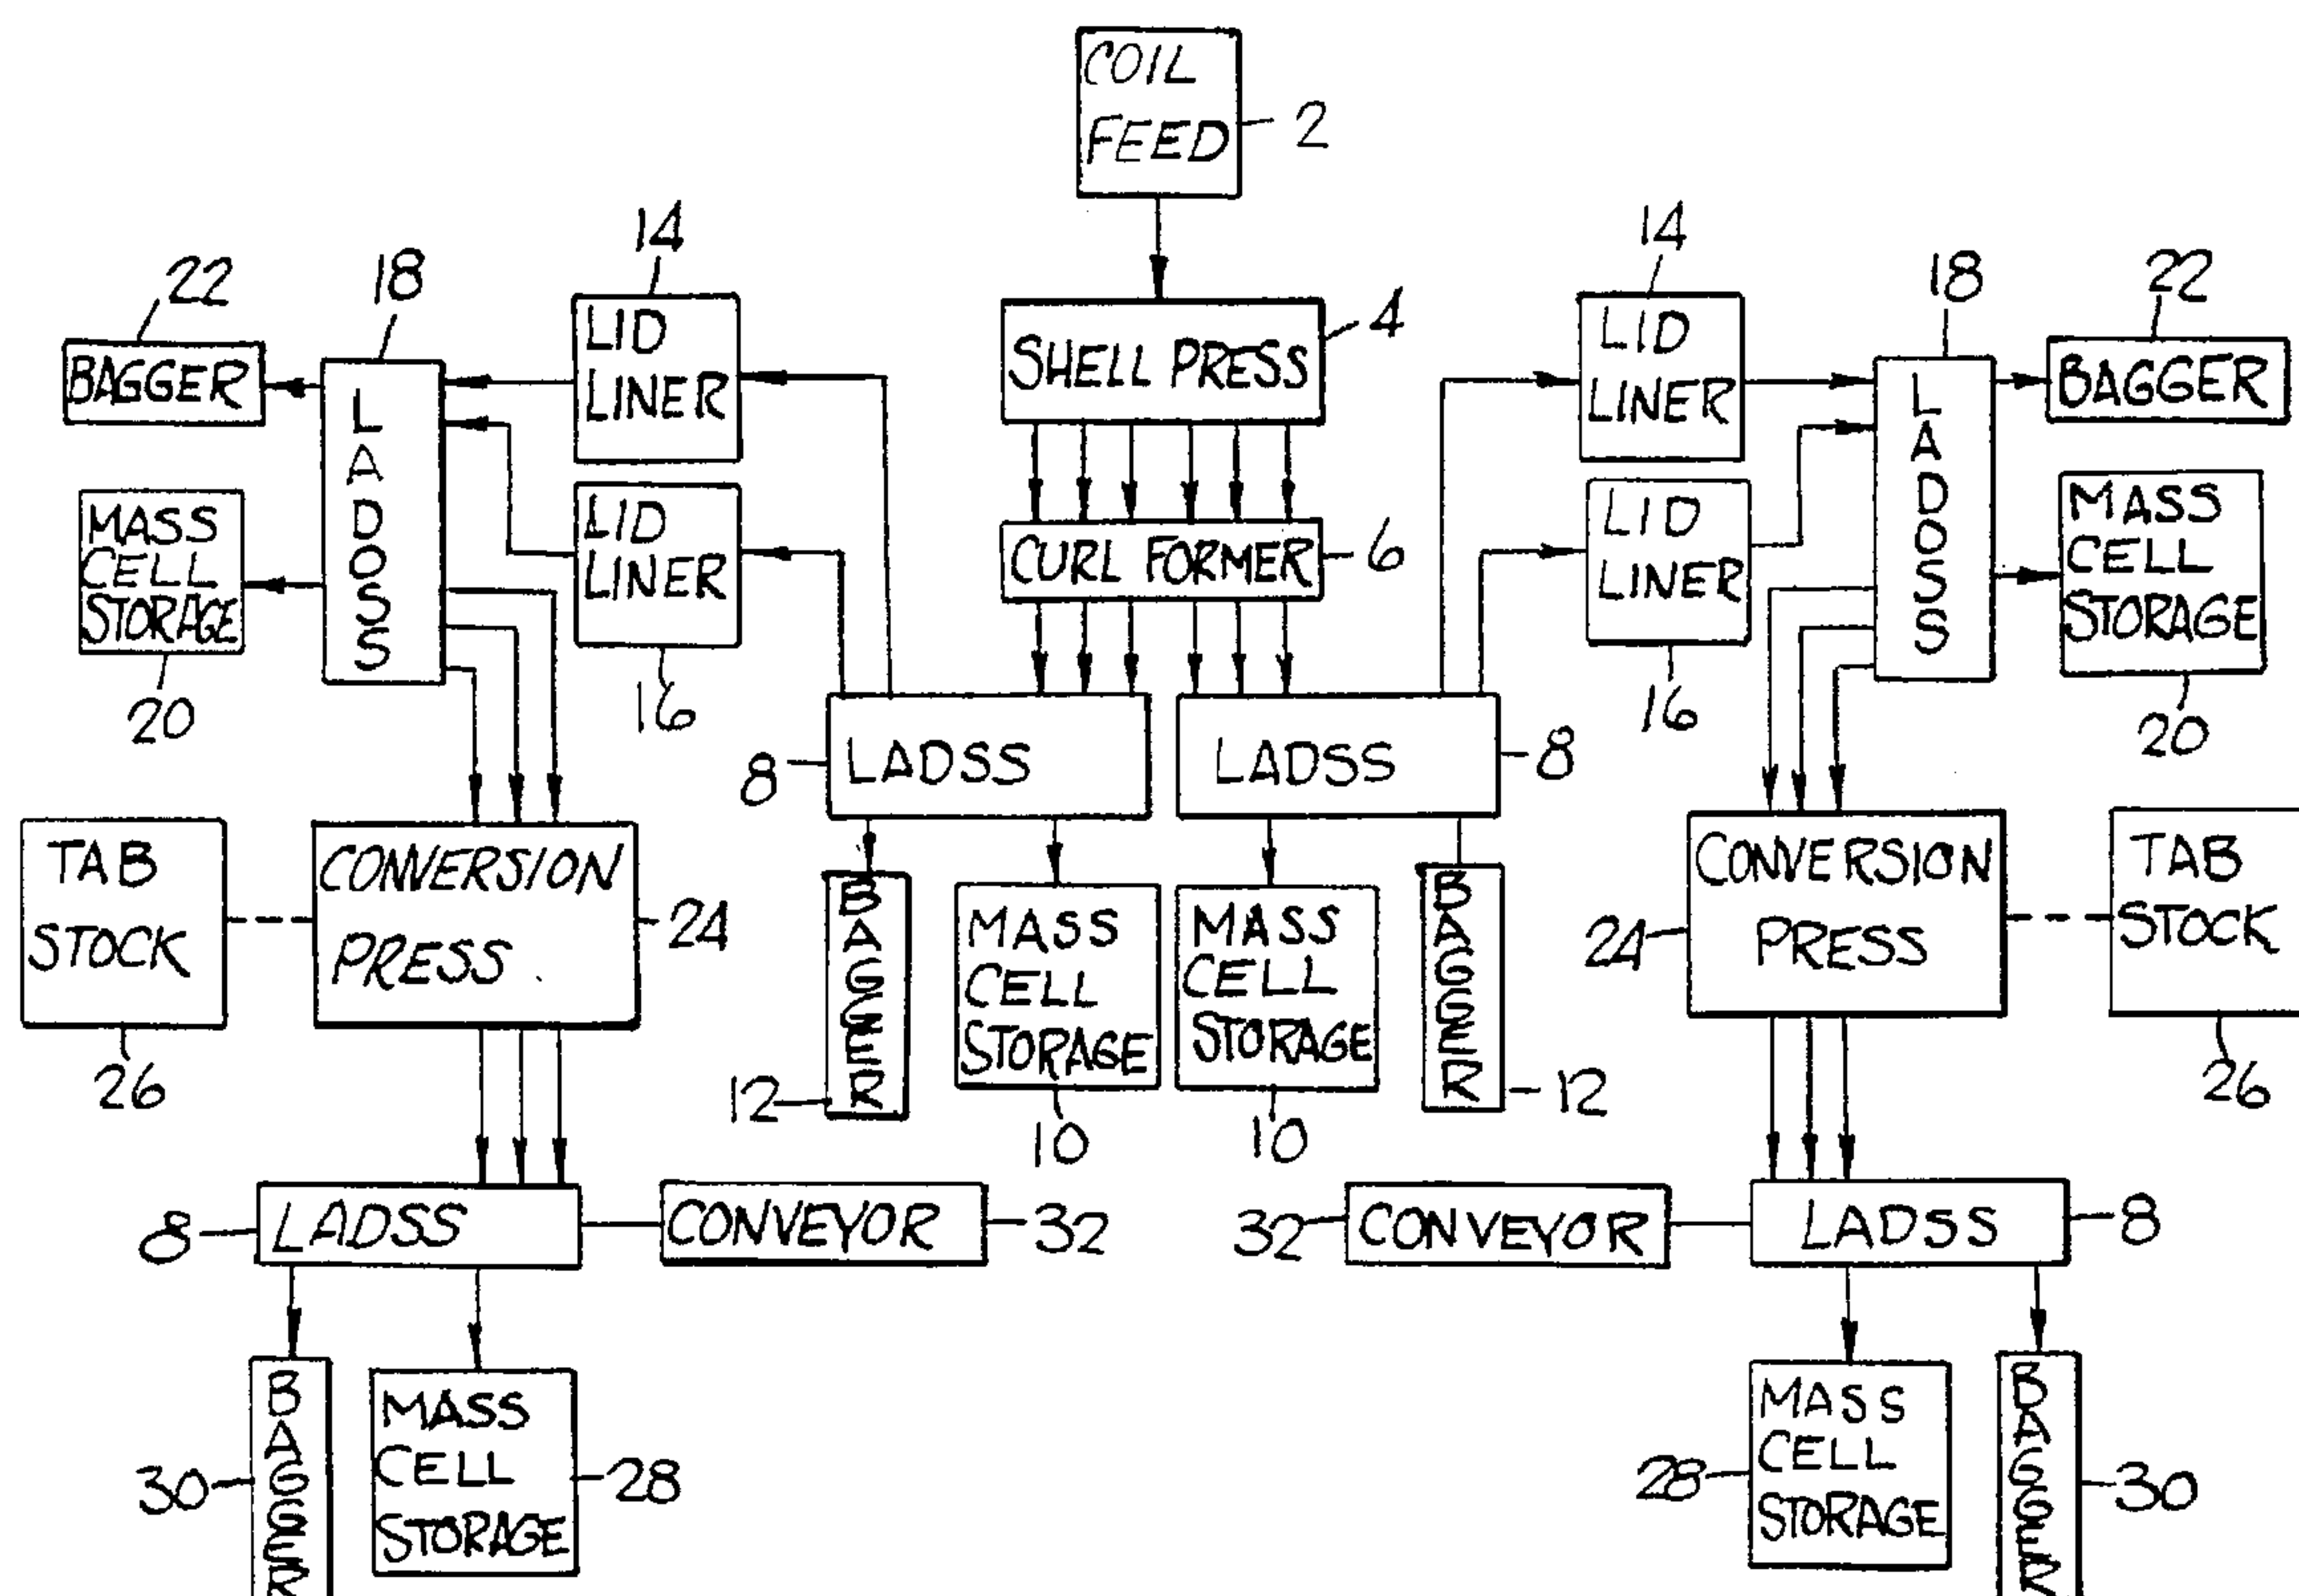 COIL
FEED
2
14
18
22
LID
LINER
SHELL PRESS
4
14
LID
LINER
18
22
BAGGER
LADSS
BAGGER
MASS
CELL
STORAGE
20
LID
LINER
16
CURL FORMER
6
LID
LINER
16
LADSS
MASS
CELL
STORAGE
20
8
LADSS
LADSS
8
TAB
STOCK
26
CONVERSION
PRESS
24
BAGGER
12
MASS
CELL
STORAGE
10
MASS
CELL
STORAGE
10
BAGGER
12
24
CONVERSION
PRESS
TAB
STOCK
26
8
LADSS
CONVEYOR
32
32
CONVEYOR
LADSS
8
30
BAGGER
MASS
CELL
STORAGE
28
28
MASS
CELL
STORAGE
BAGGER
30